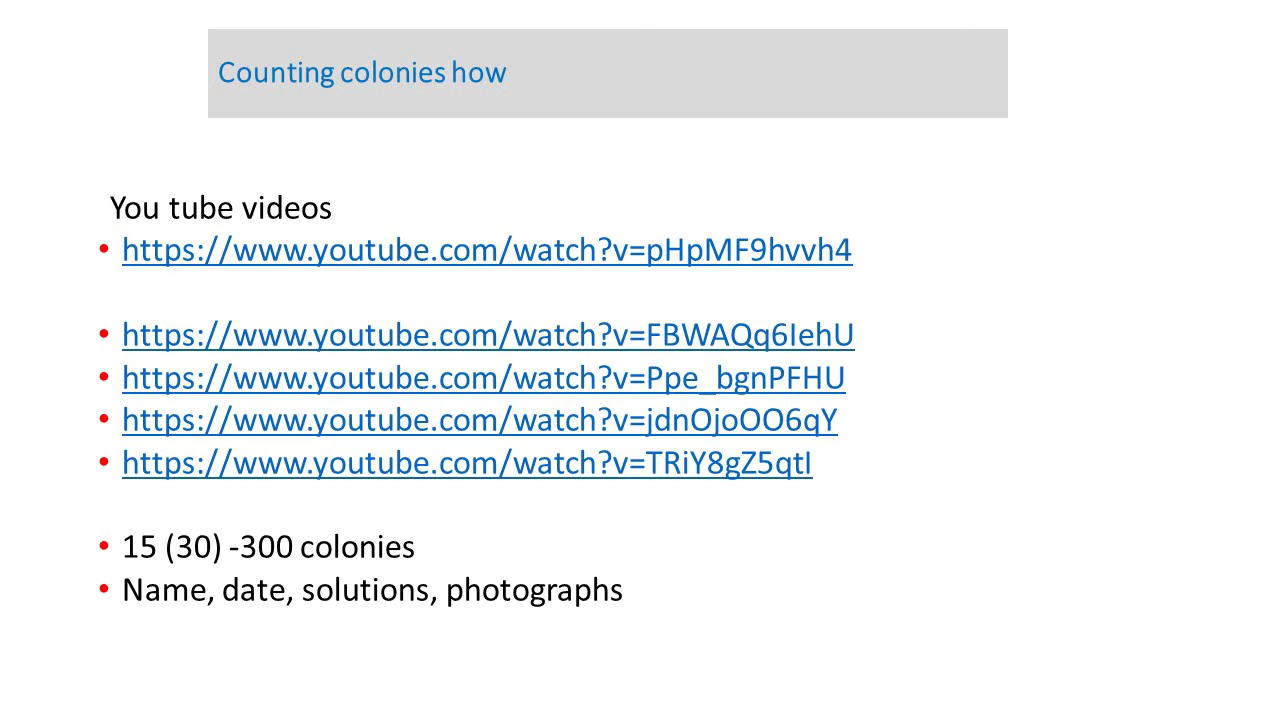 Counting colonies how
You tube videos
• https://www.youtube.com/watch?v=pHpMF9hvvh4
• https://www.youtube.com/watch?v=FBWAQq6IehU
• https://www.youtube.com/watch?v=Ppe_bgnPFHU
• https://www.youtube.com/watch?v=jdnOjoOO6qY
• https://www.youtube.com/watch?v=TRiY8gZ5qtI
• 15 (30) -300 colonies
• Name, date, solutions, photographs